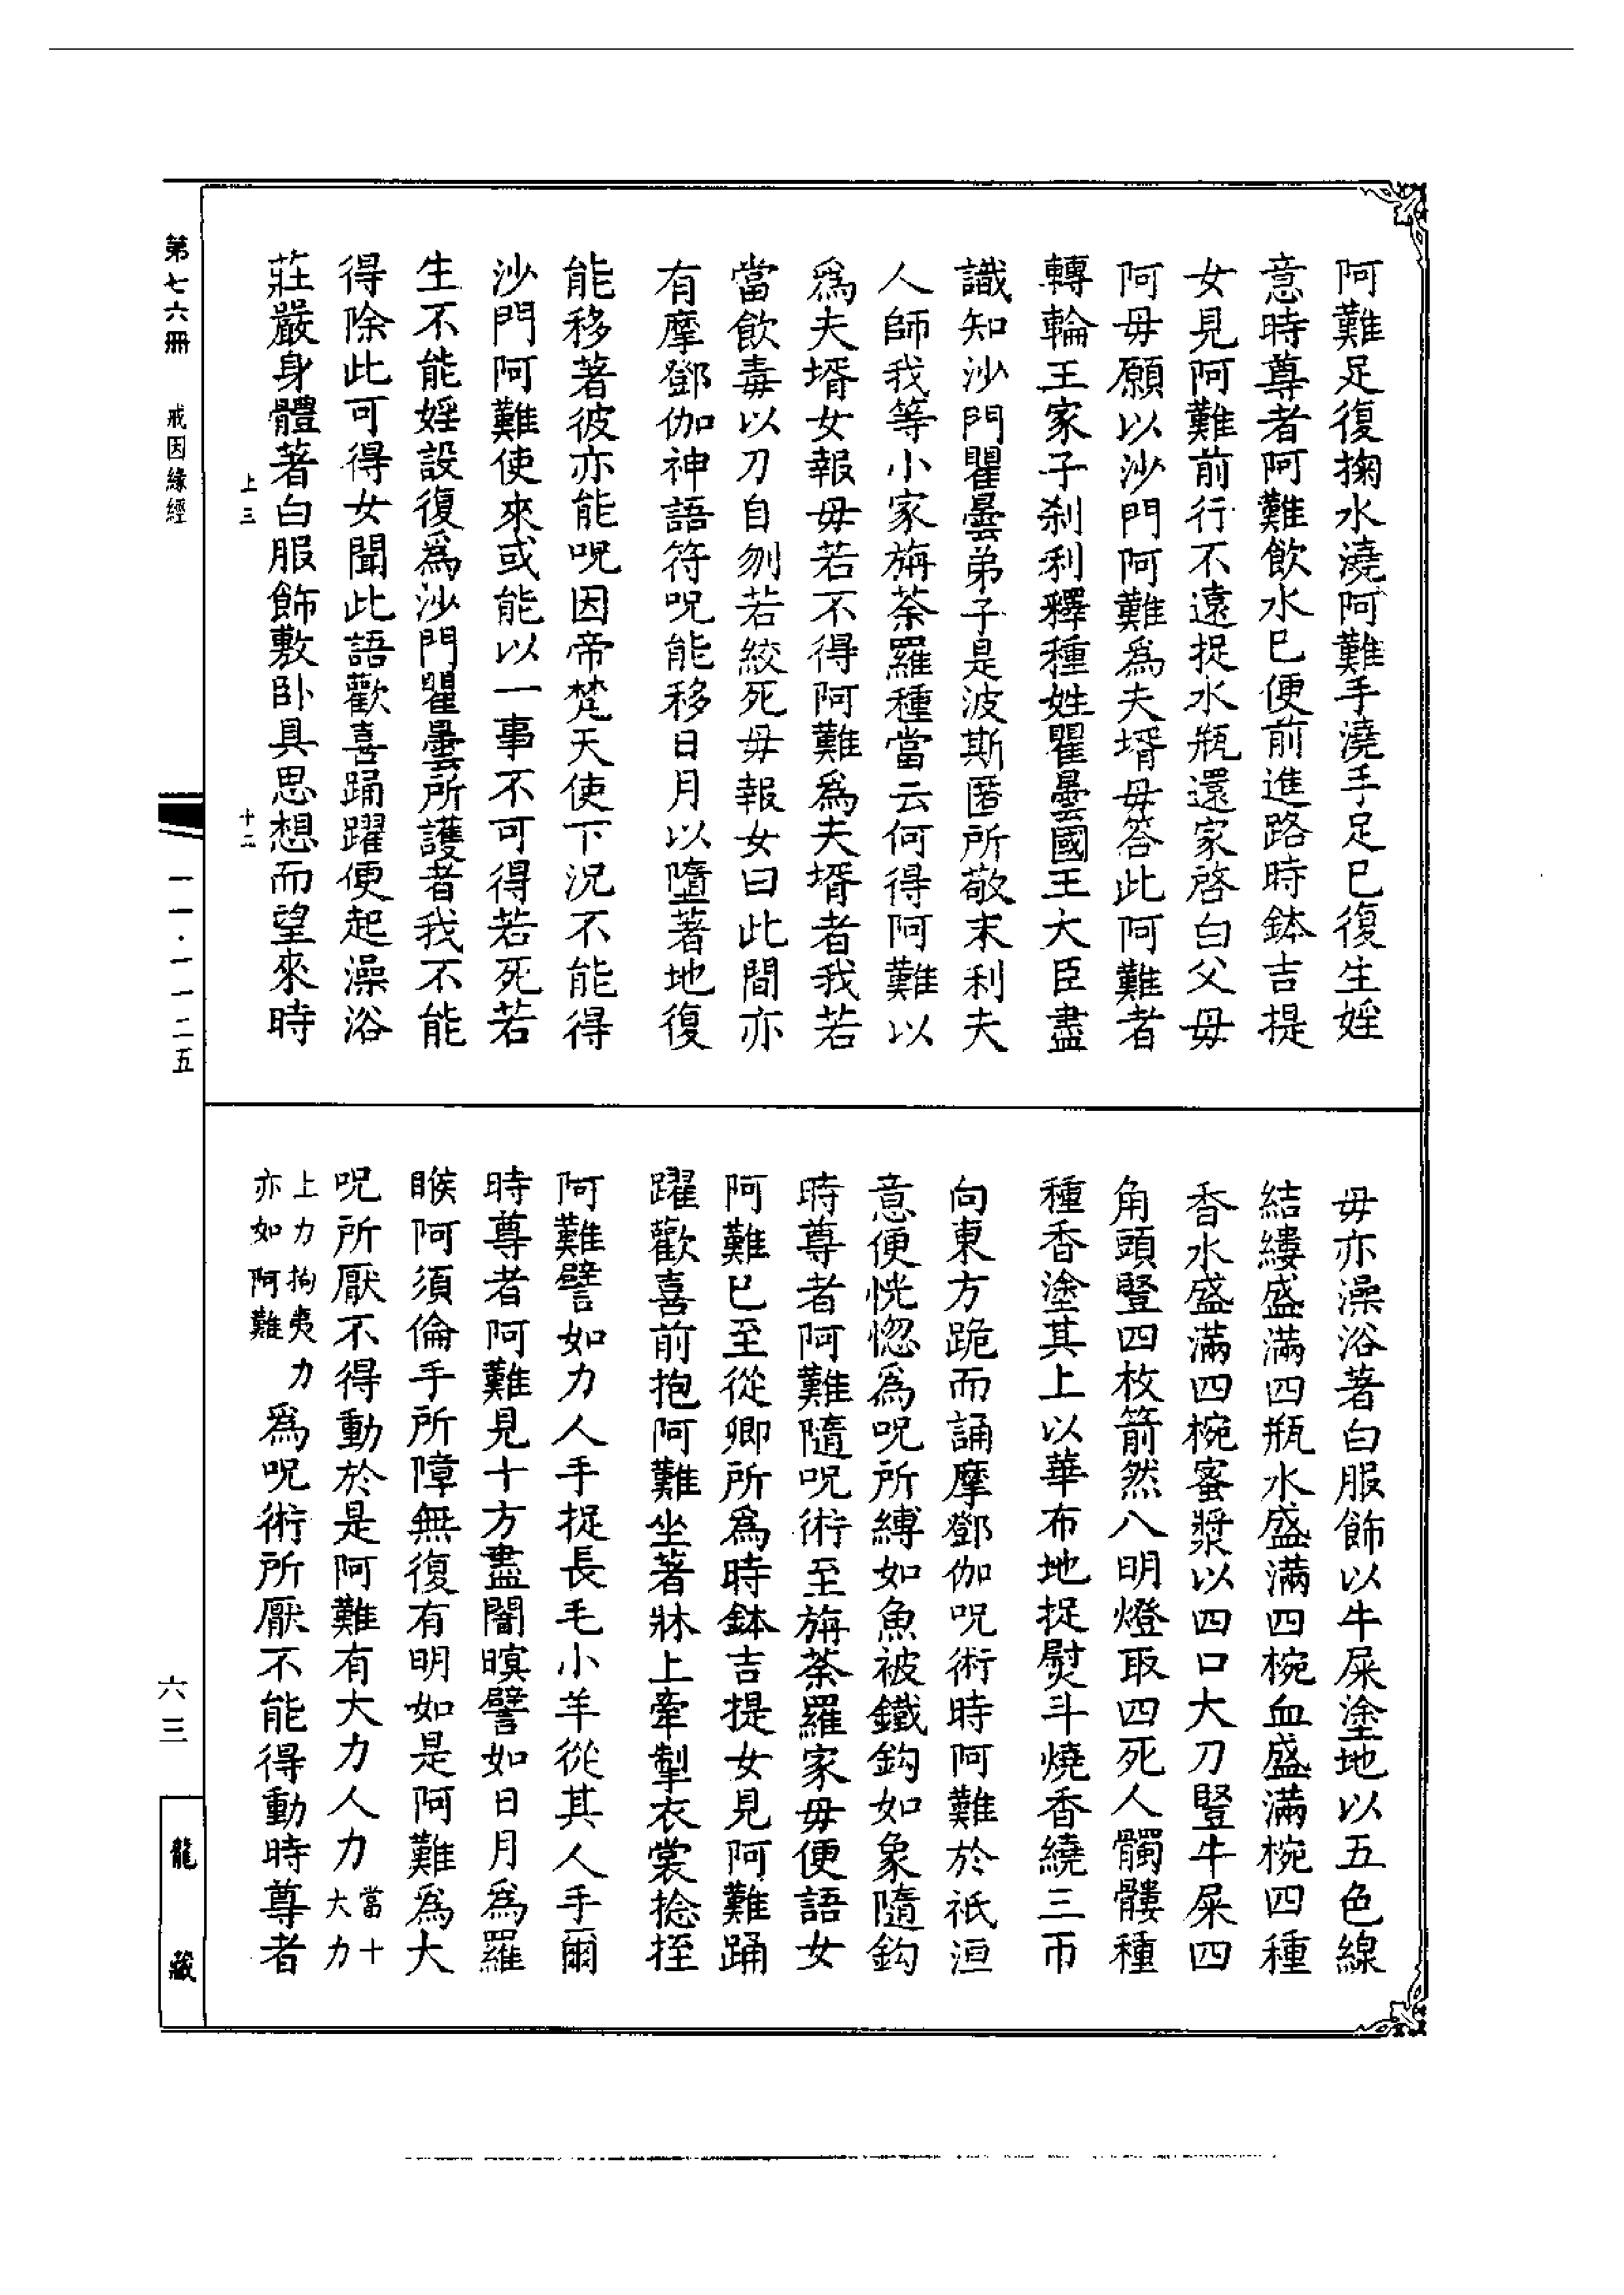 阿難足復掬水澆阿難手澆手足已復生婬
意時尊者阿難飲水已便前進路時鉢吉提
女見阿難前行不遠捉水瓶還家啓白父母
阿母願以沙門阿難爲夫壻母答此阿難者
轉輪王家子刹利釋種姓瞿曇國王大臣盡
識知沙門瞿曇弟子是波斯匿所敬末利夫
人師我等小家旃荼羅種當云何得阿難以
爲夫壻女報母若不得阿難爲夫壻者我若
當飲毒以刀自刎若絞死母報女曰此間亦
有摩鄧伽神語符呪能移日月以墮著地復
能移著彼亦能呪因帝梵天使下況不能得
沙門阿難使來或能以一事不可得若死若
生不能婬設復爲沙門瞿曇所護者我不能
得除此可得女聞此語歡喜踊躍便起澡浴
莊嚴身體著白服飾敷卧具思想而望來時
上三 十二
第七六冊 戒因緣經 一一·一一二五
母亦澡浴著白服飾以牛屎塗地以五色線
結縷盛滿四瓶水盛滿四椀血盛滿椀四種
香水盛滿四椀蜜漿以四口大刀豎牛屎四
角頭豎四枚箭然八明燈取四死人髑髏種
種香塗其上以華布地捉熨斗燒香繞三帀
向東方跪而誦摩鄧伽呪術時阿難於祇洹
意便恍惚爲呪所縛如魚被鐵鈎如象隨鈎
時尊者阿難隨呪術至旃荼羅家母便語女
阿難已至從卿所爲時鉢吉提女見阿難踊
躍歡喜前抱阿難坐著牀上牽掣衣裳捻挃
阿難譬如力人手捉長毛小羊從其人手爾
時尊者阿難見十方盡闇暝譬如日月爲羅
睺阿須倫手所障無復有明如是阿難爲大
呪所厭不得動於是阿難有大力人力當十大力
上力拘夷力亦如阿難爲呪術所厭不能得動時尊者
六三
龍藏